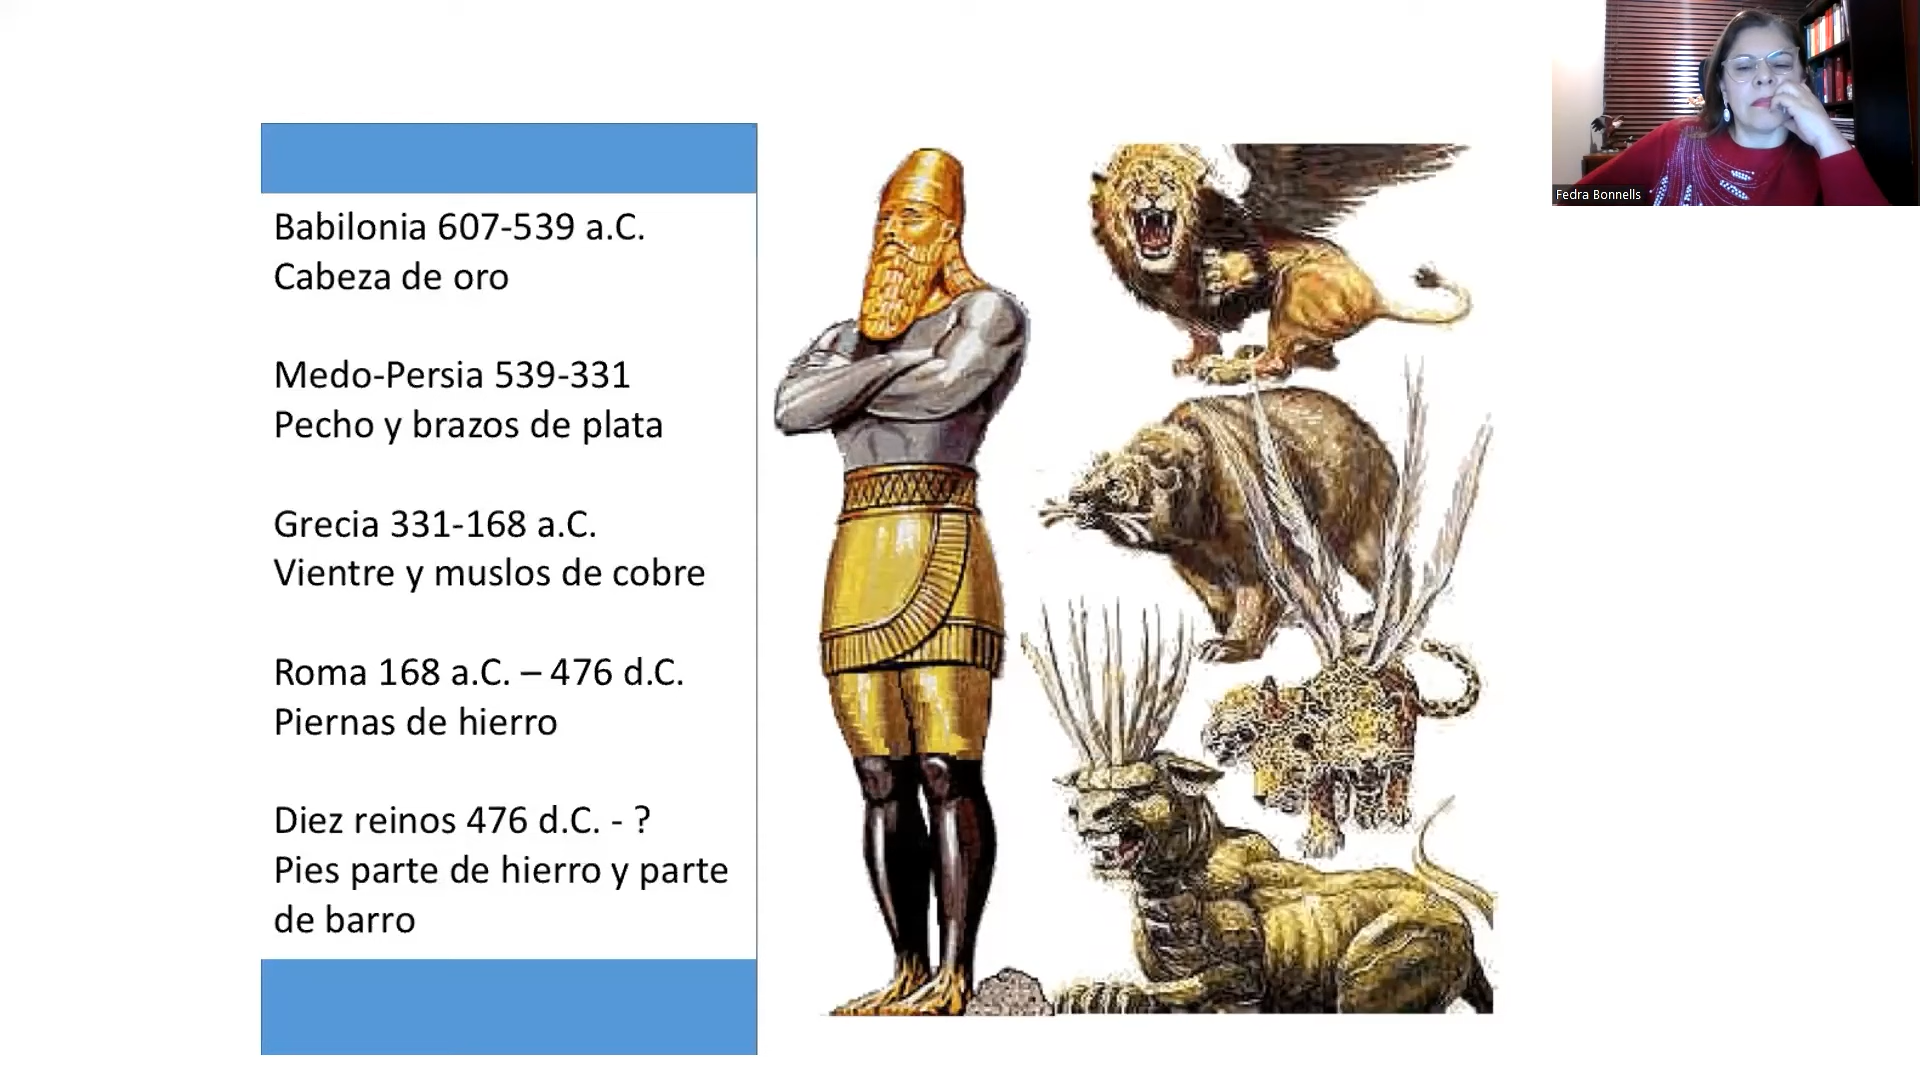 Babilonia 607-539 a.C.
Cabeza de oro
Medo-Persia 539-331
Pecho y brazos de plata
Grecia 331-168 a.C.
Vientre y muslos de cobre
Roma 168 a.C. – 476 d.C.
Piernas de hierro
Diez reinos 476 d.C. - ?
Pies parte de hierro y parte
de barro
Fedra Bonnells